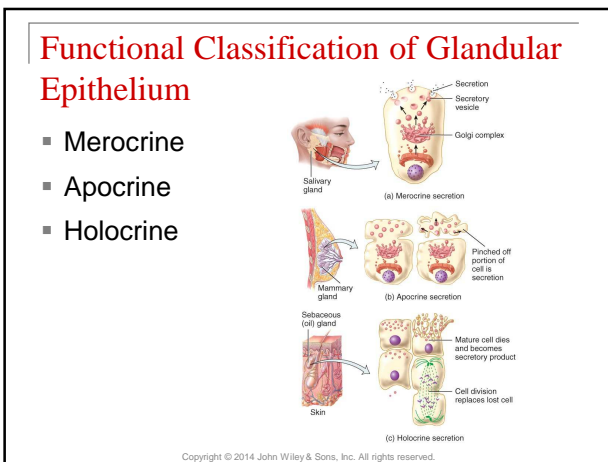 Functional Classification of Glandular
Epithelium
▪ Merocrine
▪ Apocrine
▪ Holocrine
Secretion
Secretory
vesicle
Golgi complex
Salivary
gland
(a) Merocrine secretion
Pinched off
portion of
cell is
secretion
Mammary
gland
(b) Apocrine secretion
Sebaceous
(oil) gland
Mature cell dies
and becomes
secretory product
Cell division
replaces lost cell
Skin
(c) Holocrine secretion
Copyright © 2014 John Wiley & Sons, Inc. All rights reserved.